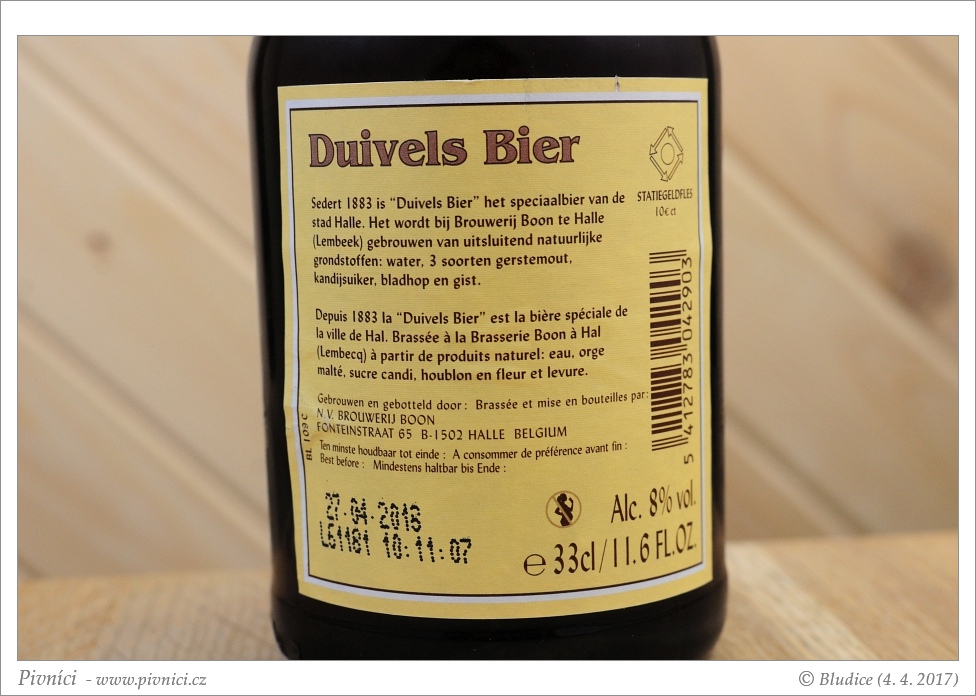 Duivels Bier
STATIEGELDFLES
10€ct
Sedert 1883 is “Duivels Bier” het speciaalbier van de
stad Halle. Het wordt bij Brouwerij Boon te Halle
(Lembeek) gebrouwen van uitsluitend natuurlijke
grondstoffen: water, 3 soorten gerstemout,
kandijsuiker, bladhop en gist.
Depuis 1883 la “Duivels Bier” est la bière spéciale de
la ville de Hal. Brassée à la Brasserie Boon à Hal
(Lembecq) à partir de produits naturel: eau, orge
malté, sucre candi, houblon en fleur et levure.
Gebrouwen en gebotteld door : Brassée et mise en bouteilles par:
N.V. BROUWERIJ BOON
FONTEINSTRAAT 65 B-1502 HALLE BELGIUM
Ten minste houdbaar tot einde : A consommer de préférence avant fin :
Best before : Mindestens haltbar bis Ende :
BL 109C
5 412783 042903
27-04-2018
L61181 10:11:07
Alc. 8% vol.
℮ 33cl/11.6 FL.OZ.
Pivníci - www.pivnici.cz
© Bludice (4. 4. 2017)